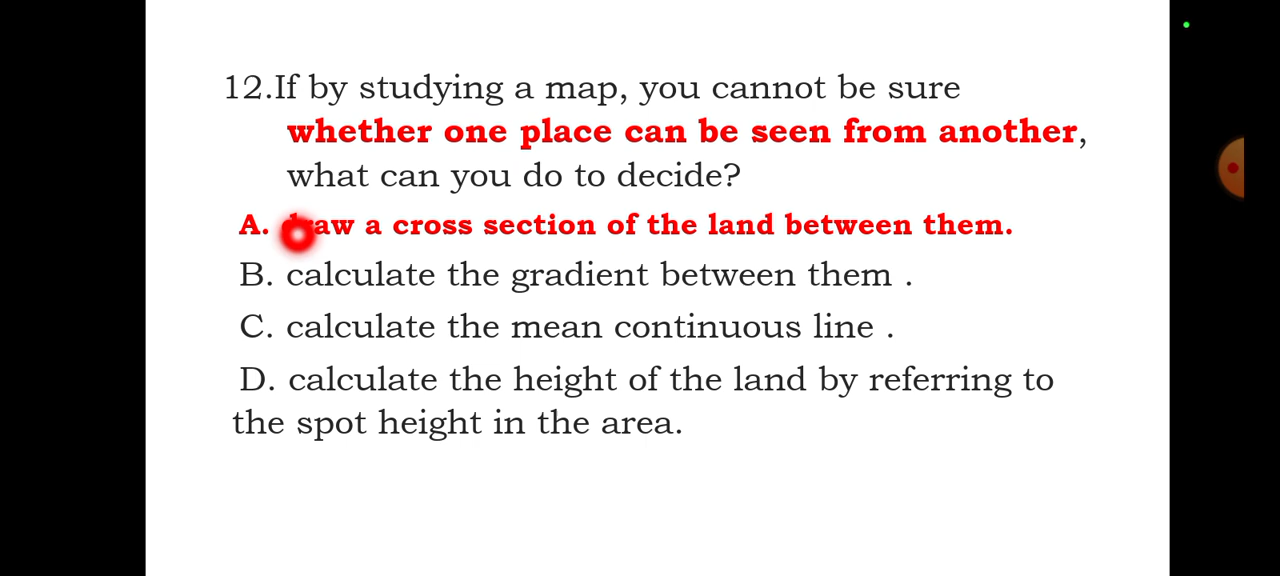 12.If by studying a map, you cannot be sure
whether one place can be seen from another,
what can you do to decide?
A. draw a cross section of the land between them.
B. calculate the gradient between them .
C. calculate the mean continuous line .
D. calculate the height of the land by referring to
the spot height in the area.